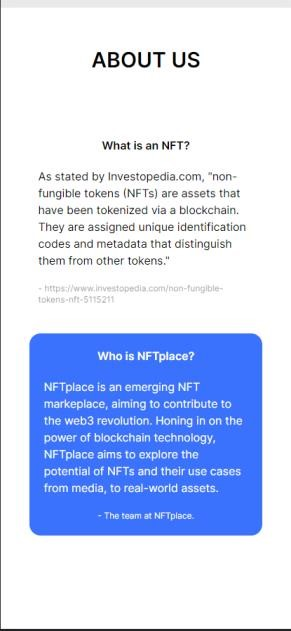 ABOUT US
What is an NFT?
As stated by Investopedia.com, "non-
fungible tokens (NFTs) are assets that
have been tokenized via a blockchain.
They are assigned unique identification
codes and metadata that distinguish
them from other tokens."
- https://www.investopedia.com/non-fungible-
tokens-nft-5115211
Who is NFTplace?
NFTplace is an emerging NFT
markeplace, aiming to contribute to
the web3 revolution. Honing in on the
power of blockchain technology,
NFTplace aims to explore the
potential of NFTs and their use cases
from media, to real-world assets.
- The team at NFTplace.